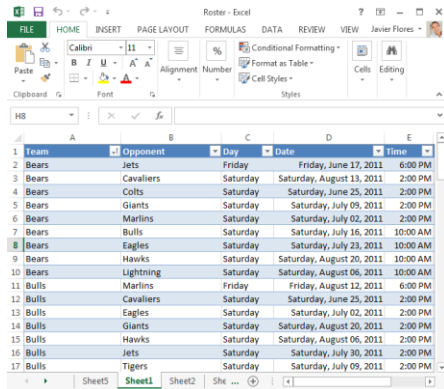 Roster - Excel
FILE HOME INSERT PAGE LAYOUT FORMULAS DATA REVIEW VIEW Javier Flores
Calibri 11 % Conditional Formatting
Paste B I U A A Alignment Number Format as Table Cells Editing
A Cell Styles
Clipboard Font Styles
H8 fx
A B C D E
1 Team Opponent Day Date Time
2 Bears Jets Friday Friday, June 17, 2011 6:00 PM
3 Bears Cavaliers Saturday Saturday, August 13, 2011 2:00 PM
4 Bears Colts Saturday Saturday, June 25, 2011 2:00 PM
5 Bears Giants Saturday Saturday, July 09, 2011 2:00 PM
6 Bears Marlins Saturday Saturday, July 02, 2011 2:00 PM
7 Bears Bulls Saturday Saturday, July 16, 2011 10:00 AM
8 Bears Eagles Saturday Saturday, July 23, 2011 10:00 AM
9 Bears Hawks Saturday Saturday, August 20, 2011 10:00 AM
10 Bears Lightning Saturday Saturday, August 06, 2011 10:00 AM
11 Bulls Marlins Friday Friday, August 12, 2011 6:00 PM
12 Bulls Cavaliers Saturday Saturday, June 25, 2011 2:00 PM
13 Bulls Eagles Saturday Saturday, July 02, 2011 2:00 PM
14 Bulls Giants Saturday Saturday, August 20, 2011 2:00 PM
15 Bulls Hawks Saturday Saturday, August 06, 2011 2:00 PM
16 Bulls Jets Saturday Saturday, July 30, 2011 2:00 PM
17 Bulls Tigers Saturday Saturday, July 09, 2011 2:00 PM
Sheet5 Sheet1 Sheet2 She ...